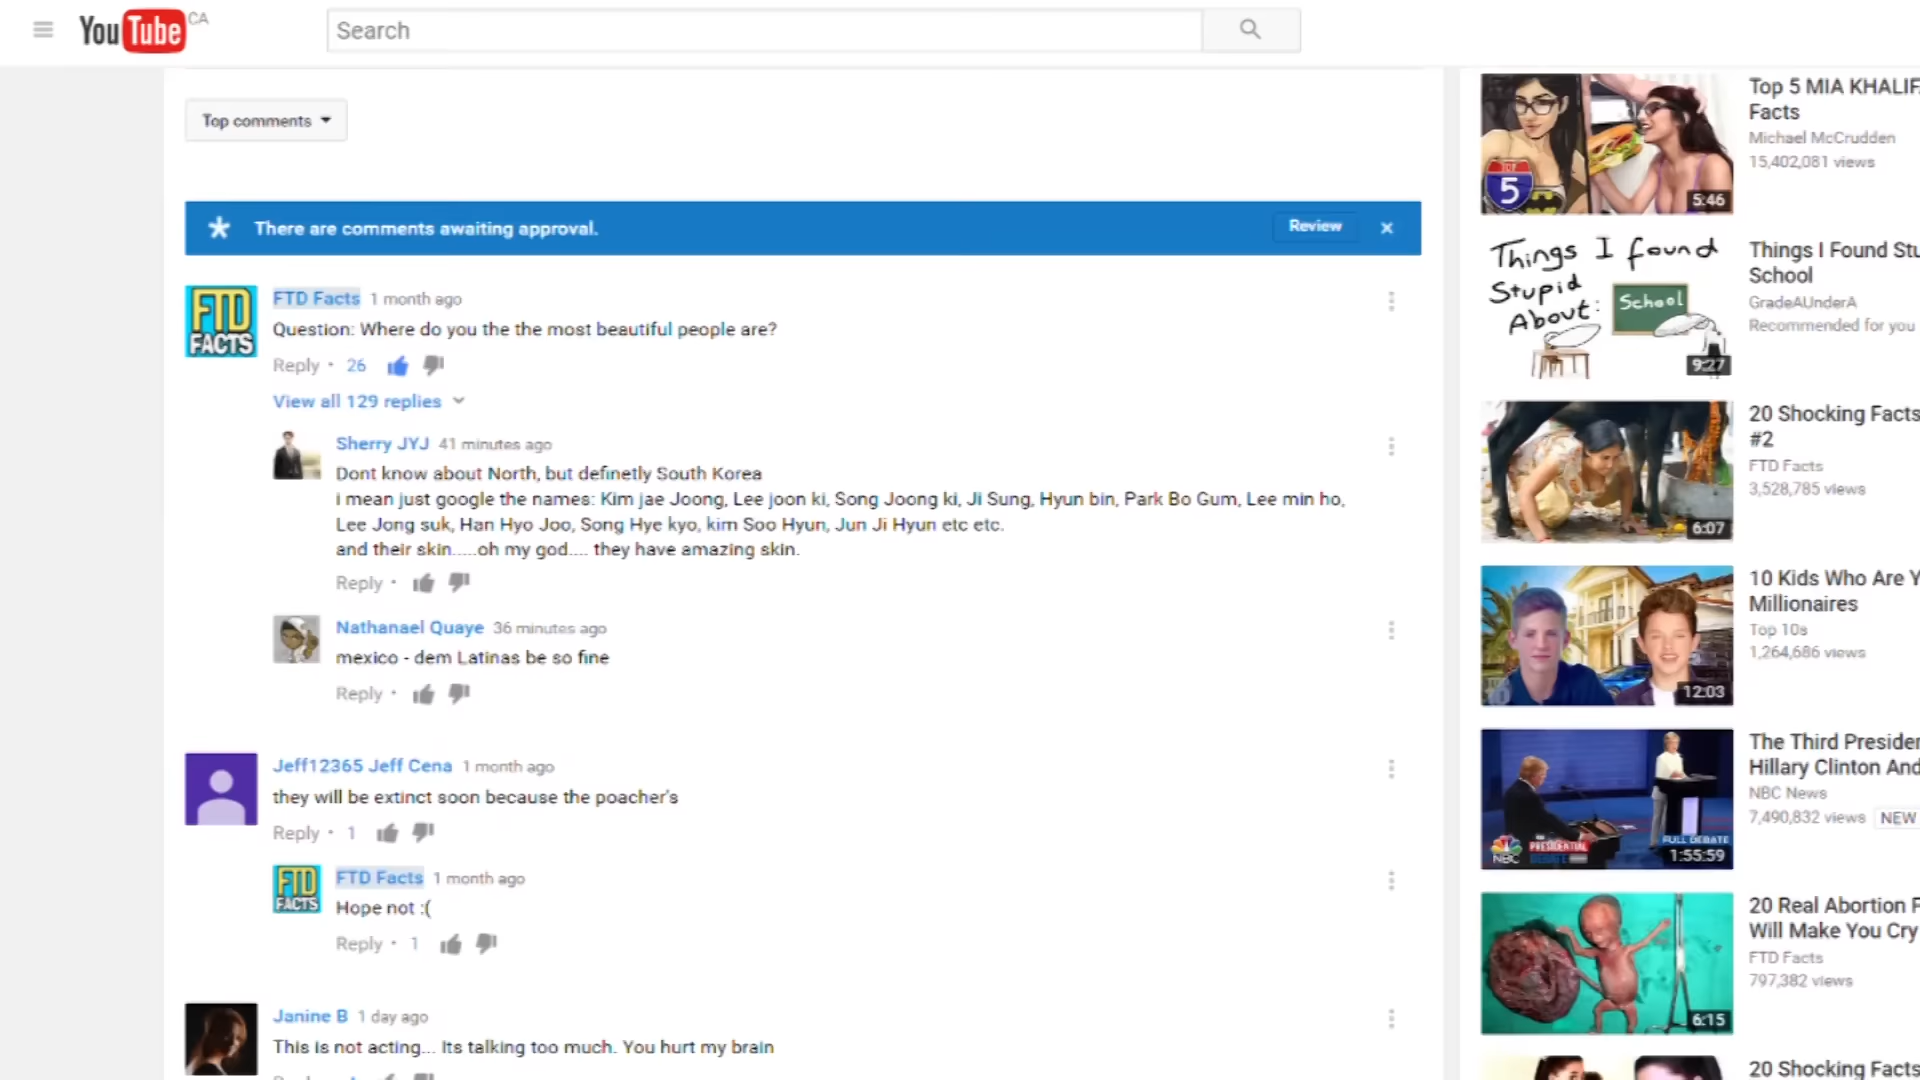 YouTube CA
Search
Top comments
There are comments awaiting approval.
Review
FTD Facts 1 month ago
Question: Where do you the the most beautiful people are?
Reply • 26
View all 129 replies
Sherry JYJ 41 minutes ago
Dont know about North, but definetly South Korea
i mean just google the names: Kim jae Joong, Lee joon ki, Song Joong ki, Ji Sung, Hyun bin, Park Bo Gum, Lee min ho,
Lee Jong suk, Han Hyo Joo, Song Hye kyo, kim Soo Hyun, Jun Ji Hyun etc etc.
and their skin.....oh my god.... they have amazing skin.
Reply •
Nathanael Quaye 36 minutes ago
mexico - dem Latinas be so fine
Reply •
Jeff12365 Jeff Cena 1 month ago
they will be extinct soon because the poacher's
Reply • 1
FTD Facts 1 month ago
Hope not :(
Reply • 1
Janine B 1 day ago
This is not acting... Its talking too much. You hurt my brain
FTD
FACTS
FTD
FACTS
Top 5 MIA KHALIF
Facts
Michael McCrudden
15,402,081 views
5
5:46
Things I found
Stupid
About:
School
9:27
Things I Found Stu
School
GradeAUnderA
Recommended for you
20 Shocking Facts
#2
FTD Facts
3,528,785 views
6:07
10 Kids Who Are Y
Millionaires
Top 10s
1,264,686 views
12:03
The Third Presiden
Hillary Clinton And
NBC News
7,490,832 views NEW
NBC
PRESIDENTIAL
DEBATE
FULL DEBATE
1:55:59
20 Real Abortion F
Will Make You Cry
FTD Facts
797,382 views
6:15
20 Shocking Facts